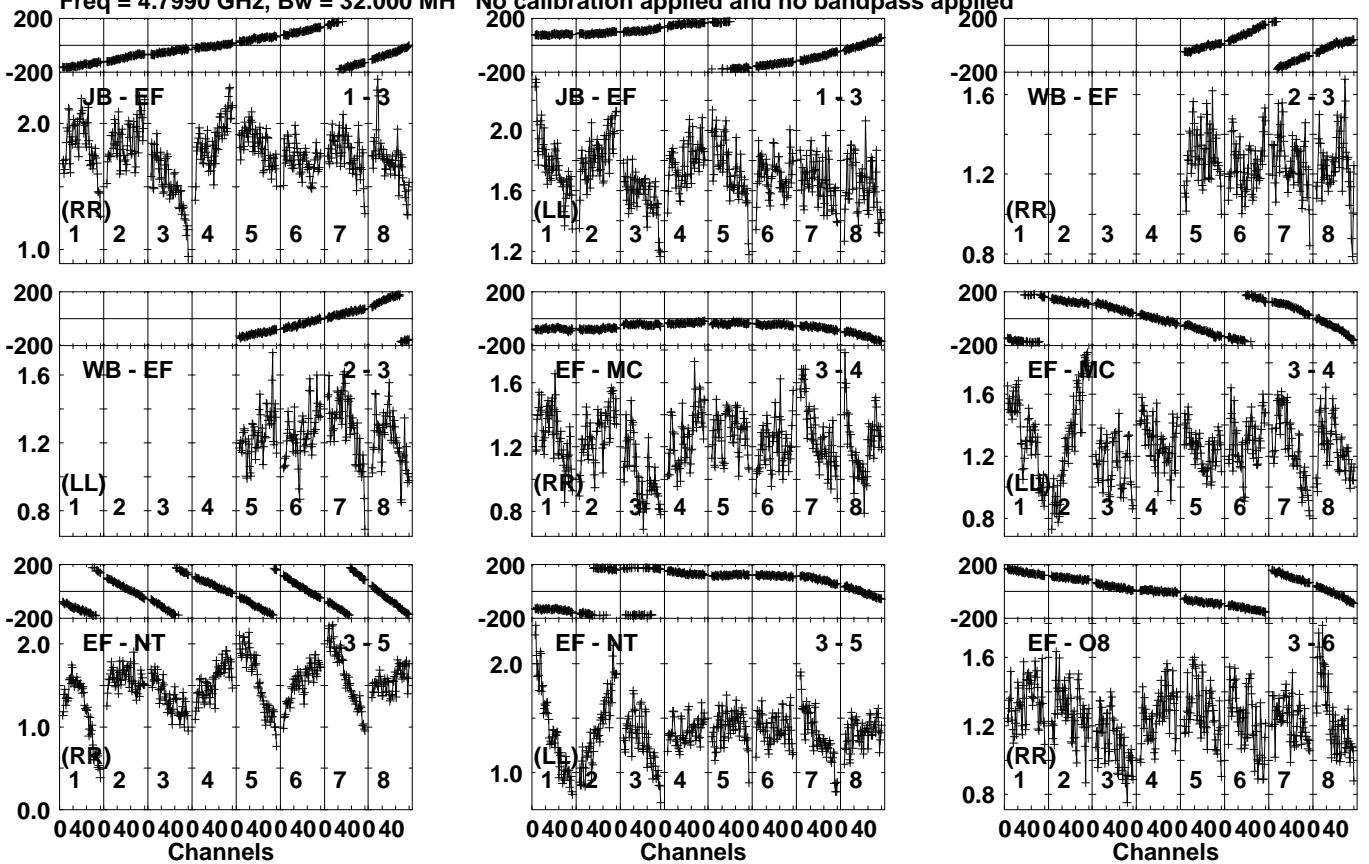 Freq = 4.7990 GHz, Bw = 32.000 MH No calibration applied and no bandpass applied
200 200 200
-200 -200 -200
JB - EF 1 - 3 JB - EF 1 - 3 WB - EF 2 - 3
2.0 2.0 1.6
1.6 1.2
(RR) (LL) (RR)
1 2 3 4 5 6 7 8 1 2 3 4 5 6 7 8 1 2 3 4 5 6 7 8
1.0 1.2 0.8
200 200 200
-200 -200 -200
WB - EF 2 - 3 EF - MC 3 - 4 EF - MC 3 - 4
1.6 1.6 1.6
1.2 1.2 1.2
(LL) (RR) (LL)
1 2 3 4 5 6 7 8 1 2 3 4 5 6 7 8 1 2 3 4 5 6 7 8
0.8 0.8 0.8
200 200 200
-200 -200 -200
EF - NT 3 - 5 EF - NT 3 - 5 EF - O8 3 - 6
2.0 2.0 1.6
1.0 1.2
(RR) (LL) (RR)
1 2 3 4 5 6 7 8 1 2 3 4 5 6 7 8 1 2 3 4 5 6 7 8
1.0 0.8
0.0
0 40 0 40 0 40 0 40 0 40 0 40 0 40 0 40 0 40 0 40 0 40 0 40 0 40 0 40 0 40 0 40 0 40 0 40 0 40 0 40 0 40 0 40 0 40 0 40
Channels Channels Channels